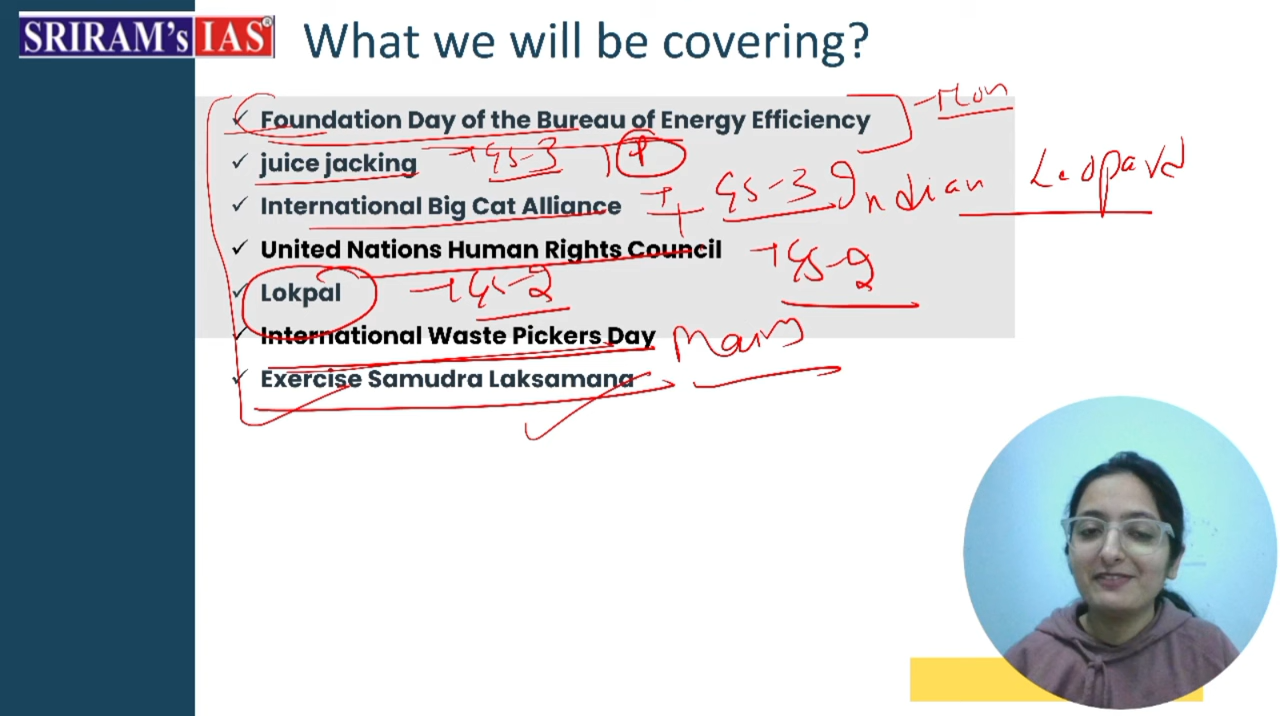 SRIRAM's IAS ®
What we will be covering?
✓ Foundation Day of the Bureau of Energy Efficiency
✓ juice jacking → GS-3 P
✓ International Big Cat Alliance → GS-3 Indian Leopard
✓ United Nations Human Rights Council → GS-2
✓ Lokpal → GS-2
✓ International Waste Pickers Day Mains
✓ Exercise Samudra Laksamana